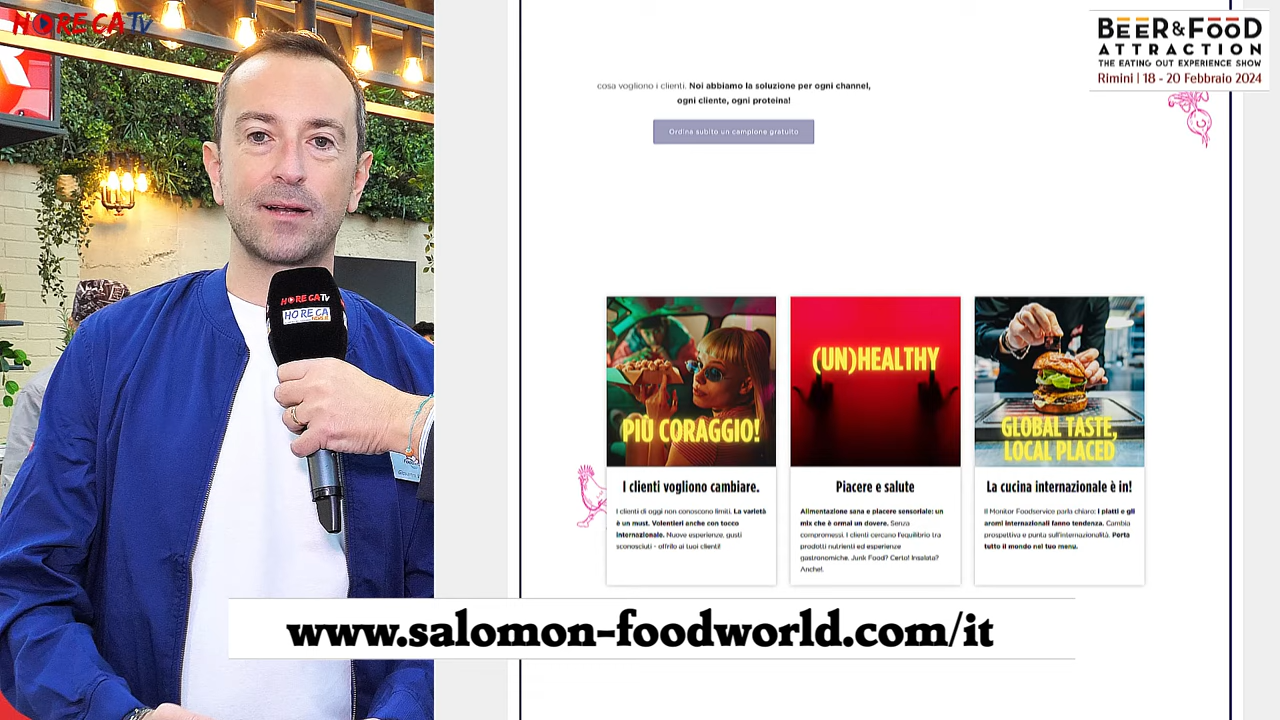 HORECATV
BEER&FOOD
ATTRACTION
THE EATING OUT EXPERIENCE SHOW
Rimini | 18 - 20 Febbraio 2024
cosa vogliono i clienti. Noi abbiamo la soluzione per ogni channel,
ogni cliente, ogni proteina!
Ordina subito un campione gratuito
HORECATV
HORECA
PIÙ CORAGGIO!
(UN)HEALTHY
GLOBAL TASTE,
LOCAL PLACED
I clienti vogliono cambiare.
I clienti di oggi non conoscono limiti. La varietà
è un must. Volentieri anche con tocco
internazionale. Nuove esperienze, gusti
sconosciuti - offrilo ai tuoi clienti!
Piacere e salute
Alimentazione sana e piacere sensoriale: un
mix che è ormai un dovere. Senza
compromessi. I clienti cercano l'equilibrio tra
prodotti nutrienti ed esperienze
gastronomiche. Junk Food? Certo! Insalata?
Anche!.
La cucina internazionale è in!
Il Monitor Foodservice parla chiaro: I piatti e gli
aromi internazionali fanno tendenza. Cambia
prospettiva e punta sull'internazionalità. Porta
tutto il mondo nel tuo menu.
www.salomon-foodworld.com/it